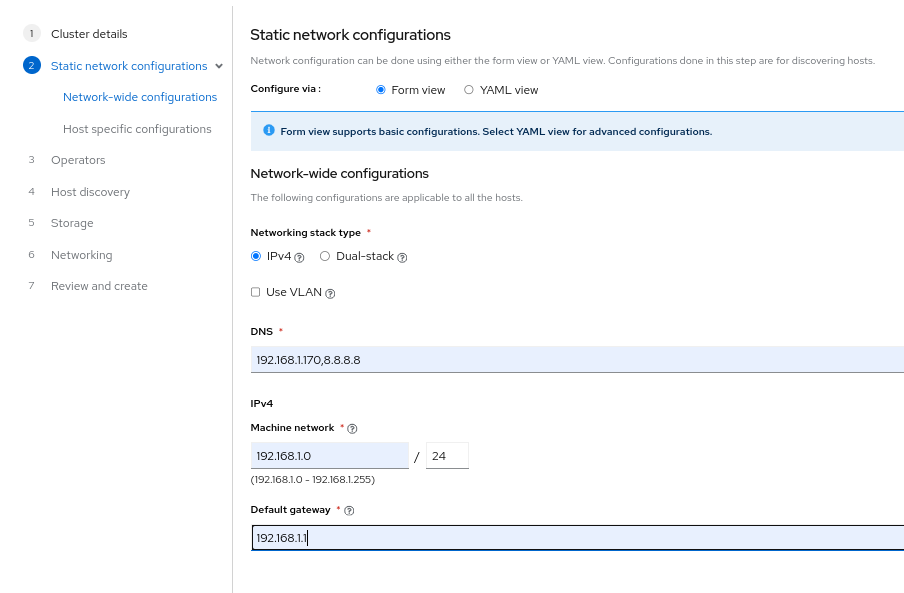 1 Cluster details
2 Static network configurations
Network-wide configurations
Host specific configurations
3 Operators
4 Host discovery
5 Storage
6 Networking
7 Review and create
Static network configurations
Network configuration can be done using either the form view or YAML view. Configurations done in this step are for discovering hosts.
Configure via : Form view YAML view
Form view supports basic configurations. Select YAML view for advanced configurations.
Network-wide configurations
The following configurations are applicable to all the hosts.
Networking stack type *
IPv4 Dual-stack
Use VLAN
DNS *
192.168.1.170,8.8.8.8
IPv4
Machine network *
192.168.1.0 / 24
(192.168.1.0 - 192.168.1.255)
Default gateway *
192.168.1.1